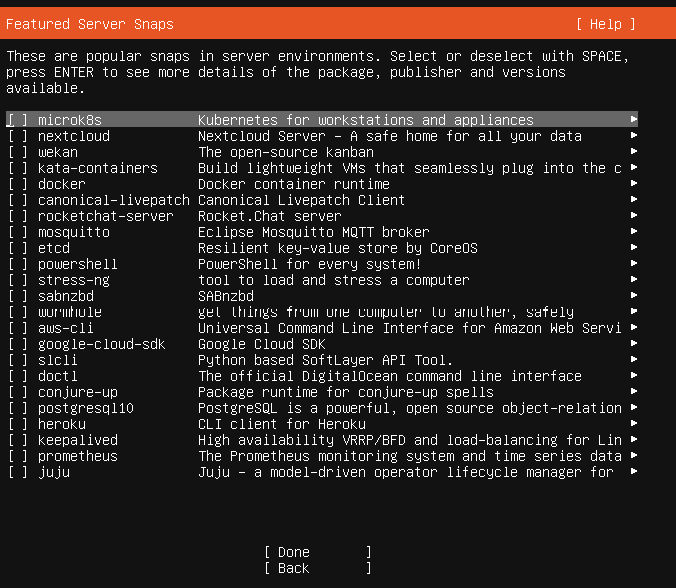 Featured Server Snaps [ Help ]
These are popular snaps in server environments. Select or deselect with SPACE,
press ENTER to see more details of the package, publisher and versions
available.
[ ] microk8s Kubernetes for workstations and appliances ▶
[ ] nextcloud Nextcloud Server – A safe home for all your data ▶
[ ] wekan The open-source kanban ▶
[ ] kata-containers Build lightweight VMs that seamlessly plug into the c ▶
[ ] docker Docker container runtime ▶
[ ] canonical-livepatch Canonical Livepatch Client ▶
[ ] rocketchat-server Rocket.Chat server ▶
[ ] mosquitto Eclipse Mosquitto MQTT broker ▶
[ ] etcd Resilient key-value store by CoreOS ▶
[ ] powershell PowerShell for every system! ▶
[ ] stress-ng tool to load and stress a computer ▶
[ ] sabnzbd SABnzbd ▶
[ ] wormhole get things from one computer to another, safely ▶
[ ] aws-cli Universal Command Line Interface for Amazon Web Servi ▶
[ ] google-cloud-sdk Google Cloud SDK ▶
[ ] slcli Python based SoftLayer API Tool. ▶
[ ] doctl The official DigitalOcean command line interface ▶
[ ] conjure-up Package runtime for conjure-up spells ▶
[ ] postgresql10 PostgreSQL is a powerful, open source object-relation ▶
[ ] heroku CLI client for Heroku ▶
[ ] keepalived High availability VRRP/BFD and load-balancing for Lin ▶
[ ] prometheus The Prometheus monitoring system and time series data ▶
[ ] juju Juju – a model-driven operator lifecycle manager for ▶
[ Done ]
[ Back ]